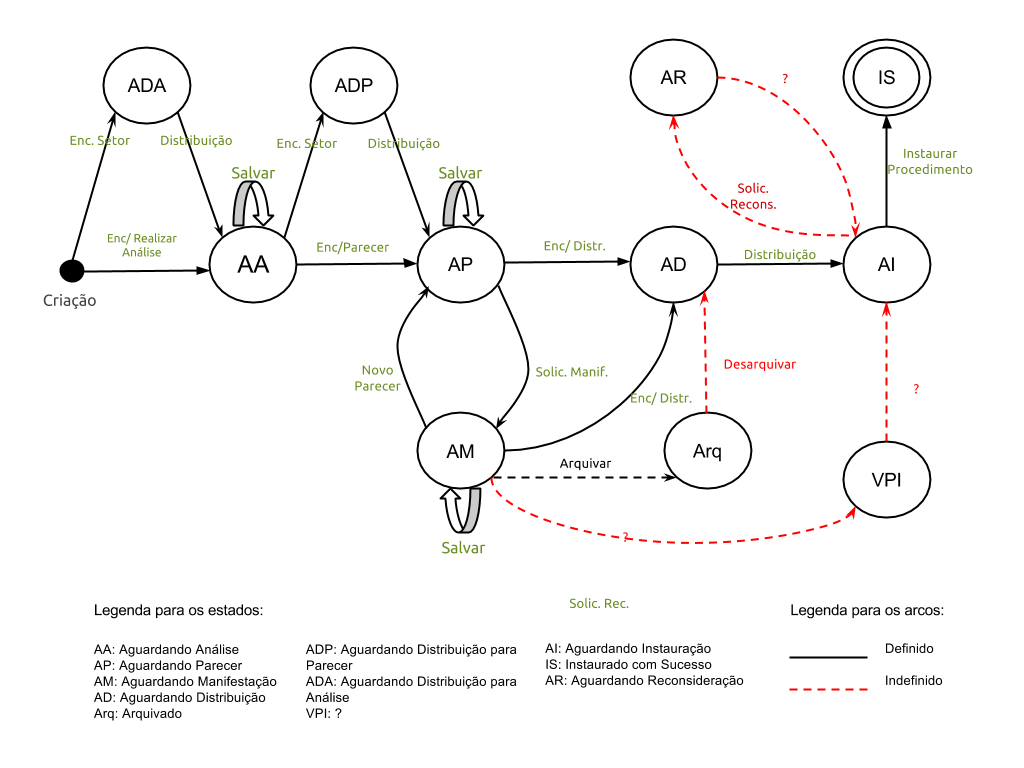 ADA
ADP
AR
?
IS
Enc. Setor
Distribuição
Enc. Setor
Distribuição
Instaurar
Procedimento
Salvar
Salvar
Solic.
Recons.
Enc/ Realizar
Análise
AA
Enc/Parecer
AP
Enc/ Distr.
AD
Distribuição
AI
Criação
Novo
Parecer
Solic. Manif.
Desarquivar
?
Enc/ Distr.
AM
Arquivar
Arq
VPI
?
Salvar
Solic. Rec.
Legenda para os estados:
AA: Aguardando Análise
AP: Aguardando Parecer
AM: Aguardando Manifestação
AD: Aguardando Distribuição
Arq: Arquivado
ADP: Aguardando Distribuição para
Parecer
ADA: Aguardando Distribuição para
Análise
VPI: ?
AI: Aguardando Instauração
IS: Instaurado com Sucesso
AR: Aguardando Reconsideração
Legenda para os arcos:
Definido
Indefinido